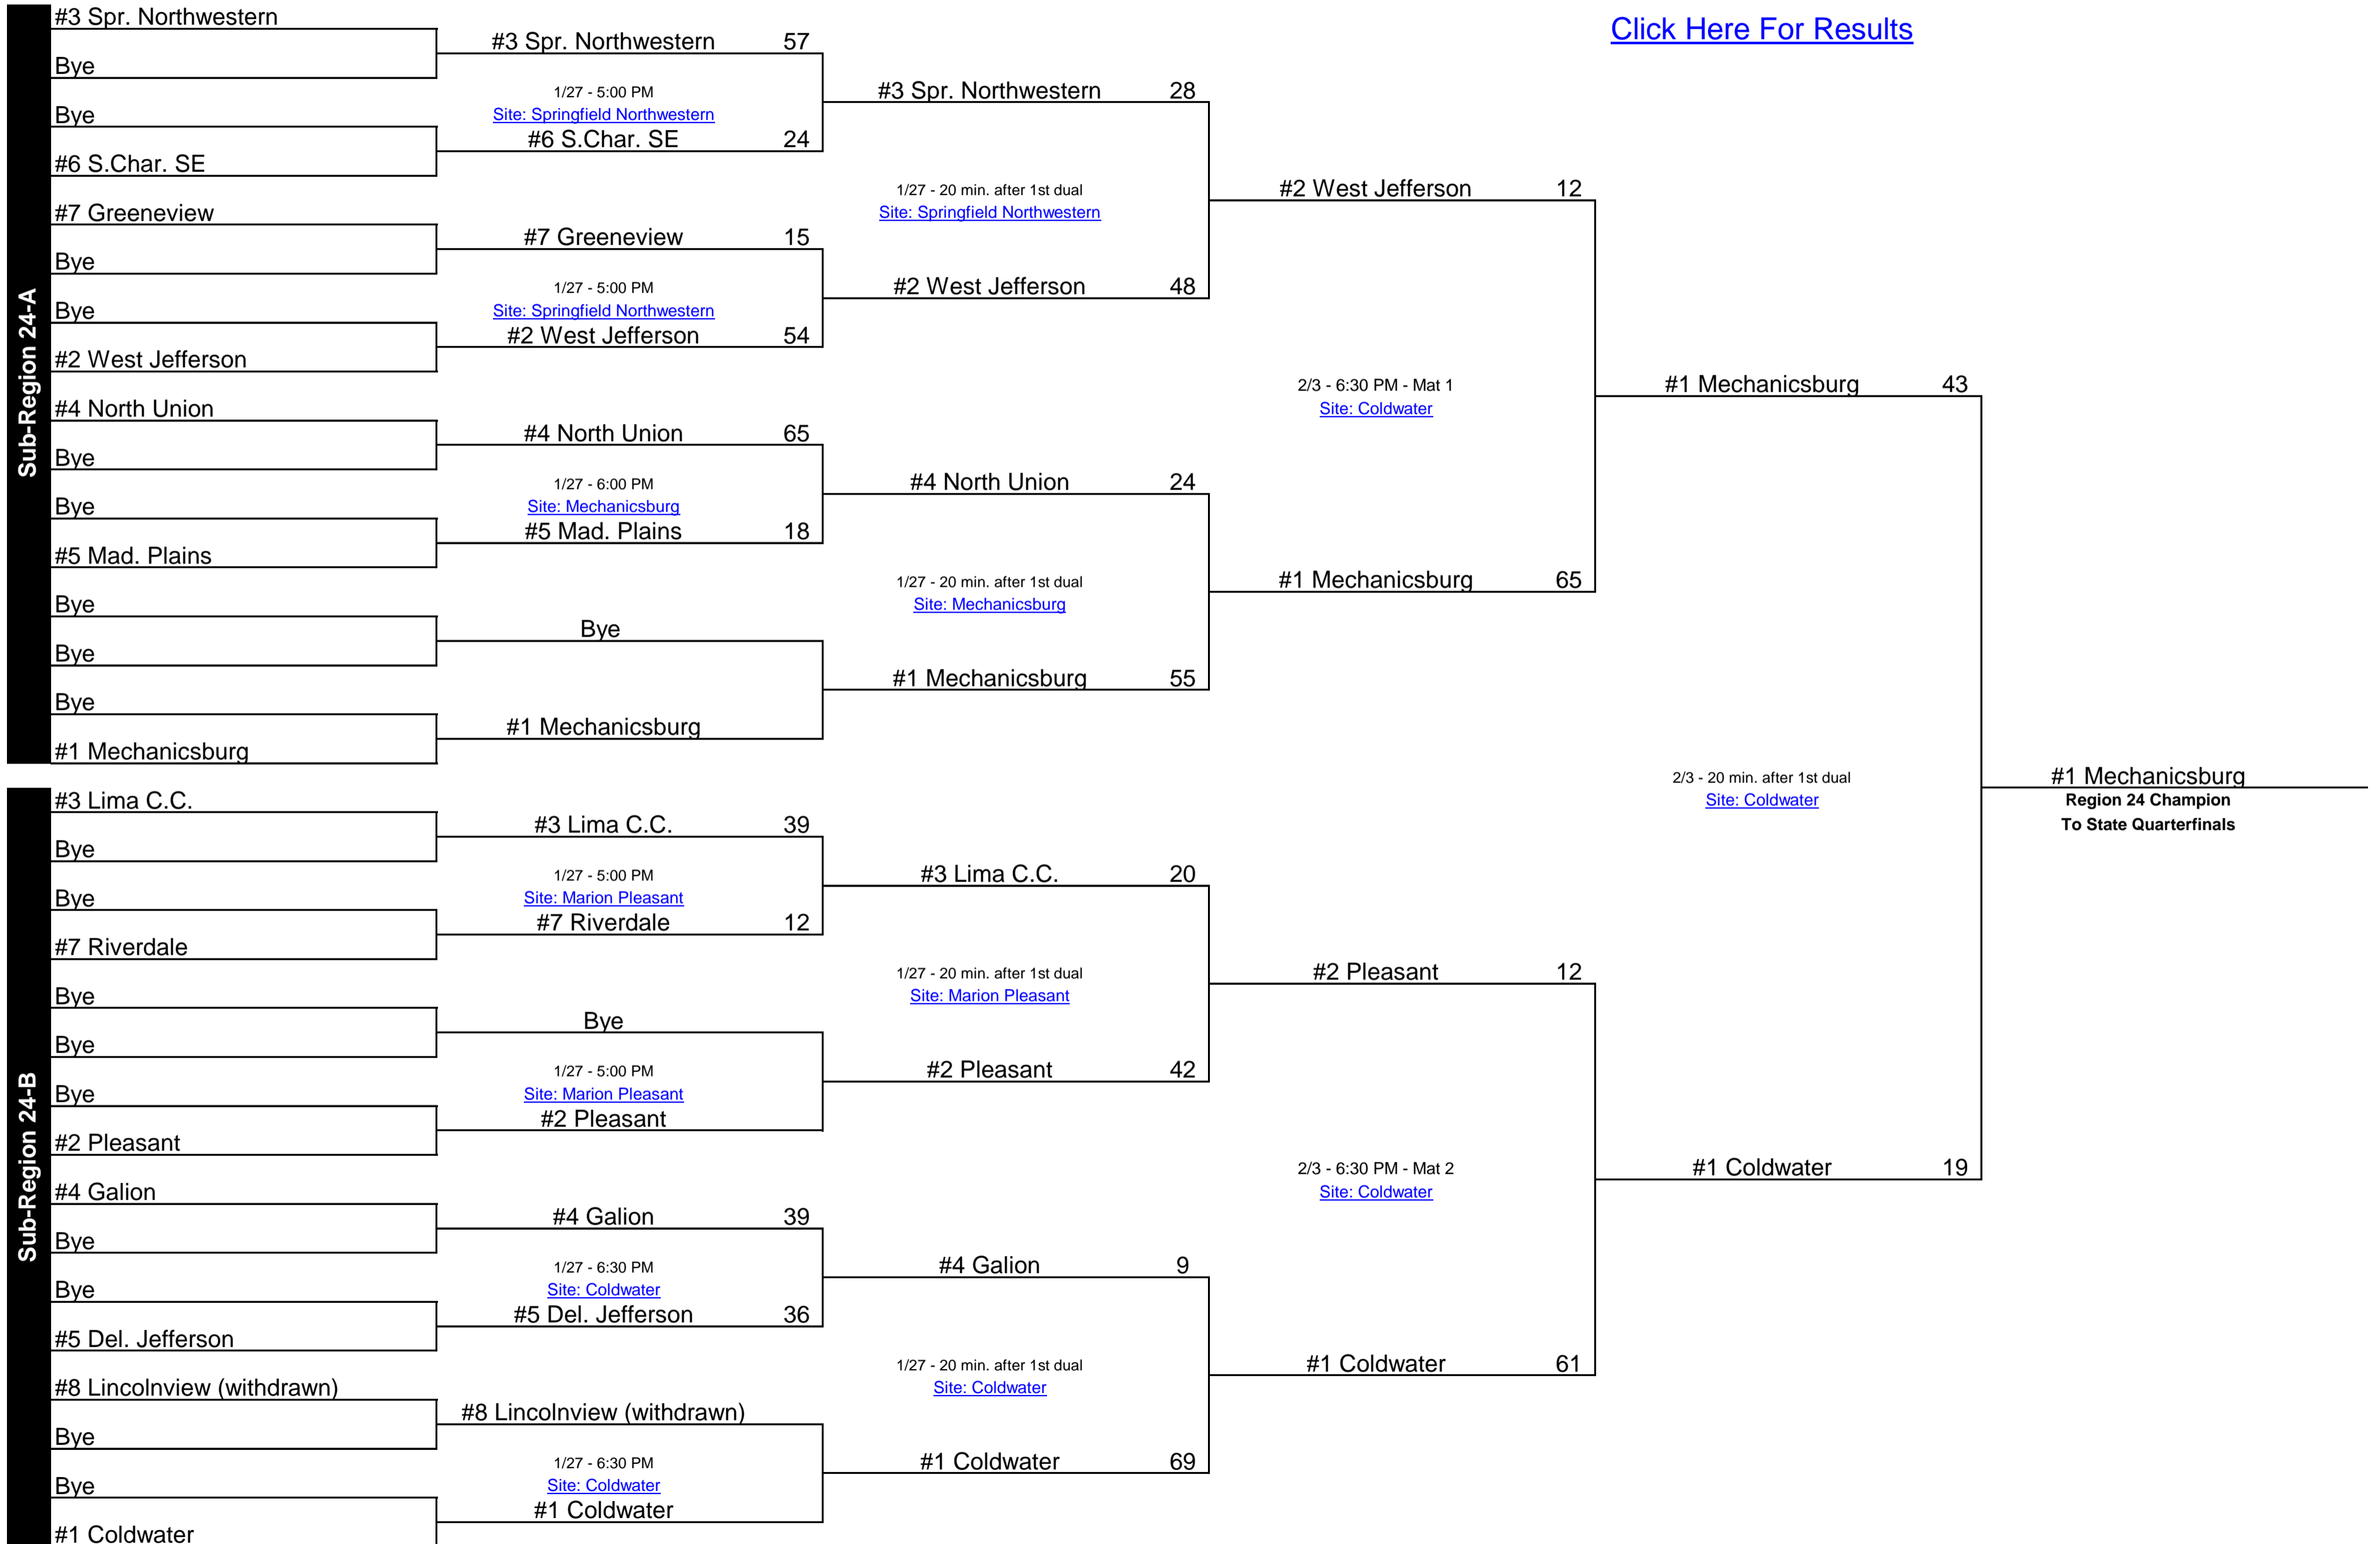 Click Here For Results
Sub-Region 24-A
#3 Spr. Northwestern
Bye
Bye
#6 S.Char. SE
#7 Greeneview
Bye
Bye
#2 West Jefferson
#4 North Union
Bye
Bye
#5 Mad. Plains
Bye
Bye
Bye
#1 Mechanicsburg
#3 Spr. Northwestern 57
1/27 - 5:00 PM
Site: Springfield Northwestern
#6 S.Char. SE 24
#7 Greeneview 15
1/27 - 5:00 PM
Site: Springfield Northwestern
#2 West Jefferson 54
#4 North Union 65
1/27 - 6:00 PM
Site: Mechanicsburg
#5 Mad. Plains 18
Bye
#1 Mechanicsburg
#3 Spr. Northwestern 28
1/27 - 20 min. after 1st dual
Site: Springfield Northwestern
#2 West Jefferson 48
#4 North Union 24
1/27 - 20 min. after 1st dual
Site: Mechanicsburg
#1 Mechanicsburg 55
#2 West Jefferson 12
2/3 - 6:30 PM - Mat 1
Site: Coldwater
#1 Mechanicsburg 65
Sub-Region 24-B
#3 Lima C.C.
Bye
Bye
#7 Riverdale
Bye
Bye
Bye
#2 Pleasant
#4 Galion
Bye
Bye
#5 Del. Jefferson
#8 Lincolnview (withdrawn)
Bye
Bye
#1 Coldwater
#3 Lima C.C. 39
1/27 - 5:00 PM
Site: Marion Pleasant
#7 Riverdale 12
Bye
1/27 - 5:00 PM
Site: Marion Pleasant
#2 Pleasant
#4 Galion 39
1/27 - 6:30 PM
Site: Coldwater
#5 Del. Jefferson 36
#8 Lincolnview (withdrawn)
1/27 - 6:30 PM
Site: Coldwater
#1 Coldwater
#3 Lima C.C. 20
1/27 - 20 min. after 1st dual
Site: Marion Pleasant
#2 Pleasant 42
#4 Galion 9
1/27 - 20 min. after 1st dual
Site: Coldwater
#1 Coldwater 69
#2 Pleasant 12
2/3 - 6:30 PM - Mat 2
Site: Coldwater
#1 Coldwater 61
#1 Mechanicsburg 43
2/3 - 20 min. after 1st dual
Site: Coldwater
#1 Coldwater 19
#1 Mechanicsburg
Region 24 Champion
To State Quarterfinals